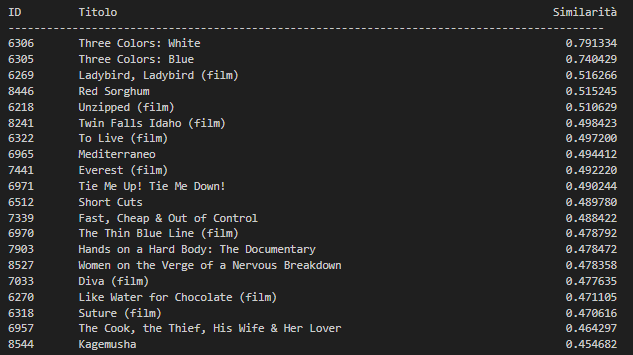 ID Titolo Similarità
--------------------------------------------------------------------------------------------
6306 Three Colors: White 0.791334
6305 Three Colors: Blue 0.740429
6269 Ladybird, Ladybird (film) 0.516266
8446 Red Sorghum 0.515245
6218 Unzipped (film) 0.510629
8241 Twin Falls Idaho (film) 0.498423
6322 To Live (film) 0.497200
6965 Mediterraneo 0.494412
7441 Everest (film) 0.492220
6971 Tie Me Up! Tie Me Down! 0.490244
6512 Short Cuts 0.489780
7339 Fast, Cheap & Out of Control 0.488422
6970 The Thin Blue Line (film) 0.478792
7903 Hands on a Hard Body: The Documentary 0.478472
8527 Women on the Verge of a Nervous Breakdown 0.478358
7033 Diva (film) 0.477635
6270 Like Water for Chocolate (film) 0.471105
6318 Suture (film) 0.470616
6957 The Cook, the Thief, His Wife & Her Lover 0.464297
8544 Kagemusha 0.454682